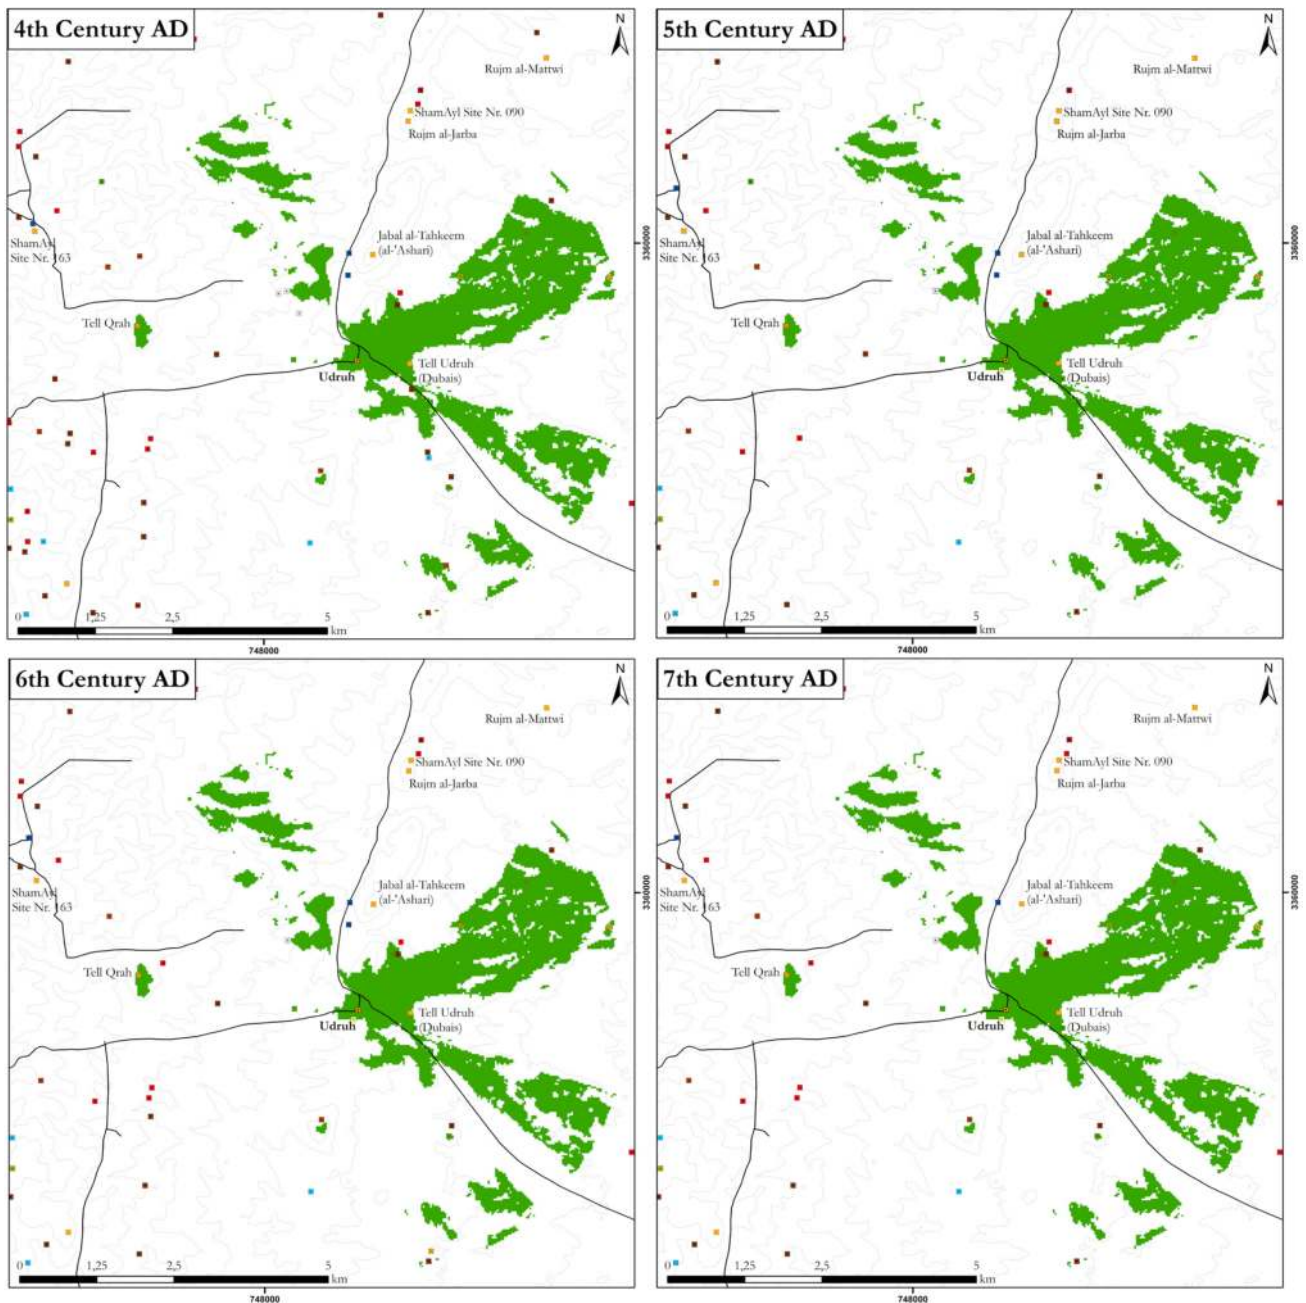 4th Century AD
N
Rujm al-Mattwi
ShamAyl Site Nr. 090
Rujm al-Jarba
Jabal al-Tahkeem
(al-'Ashari)
ShamAyl
Site Nr. 163
3360000
Tell Qrah
Udruh
Tell Udruh
(Dubais)
0 1,25 2,5 5
km
748000
5th Century AD
N
Rujm al-Mattwi
ShamAyl Site Nr. 090
Rujm al-Jarba
Jabal al-Tahkeem
(al-'Ashari)
ShamAyl
Site Nr. 163
3360000
Tell Qrah
Udruh
Tell Udruh
(Dubais)
0 1,25 2,5 5
km
748000
6th Century AD
N
Rujm al-Mattwi
ShamAyl Site Nr. 090
Rujm al-Jarba
Jabal al-Tahkeem
(al-'Ashari)
ShamAyl
Site Nr. 163
3360000
Tell Qrah
Udruh
Tell Udruh
(Dubais)
0 1,25 2,5 5
km
748000
7th Century AD
N
Rujm al-Mattwi
ShamAyl Site Nr. 090
Rujm al-Jarba
Jabal al-Tahkeem
(al-'Ashari)
ShamAyl
Site Nr. 163
3360000
Tell Qrah
Udruh
Tell Udruh
(Dubais)
0 1,25 2,5 5
km
748000